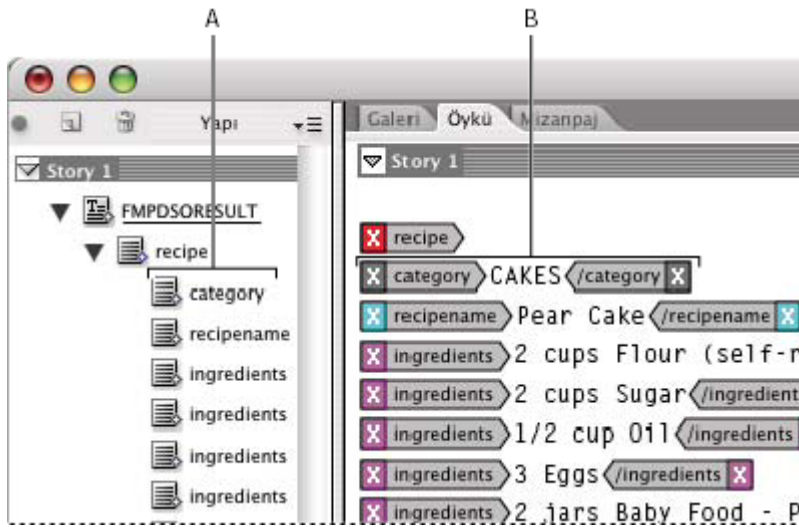 A B
Yapı
Galeri Öykü Mizanpaj
Story 1
Story 1
FMPDSORESULT
recipe
recipe
category
category CAKES /category
recipename
recipename Pear Cake /recipename
ingredients
ingredients 2 cups Flour (self-r
ingredients
ingredients 2 cups Sugar /ingredient
ingredients
ingredients 1/2 cup Oil /ingredients
ingredients
ingredients 3 Eggs /ingredients
ingredients 2 jars Baby Food - P